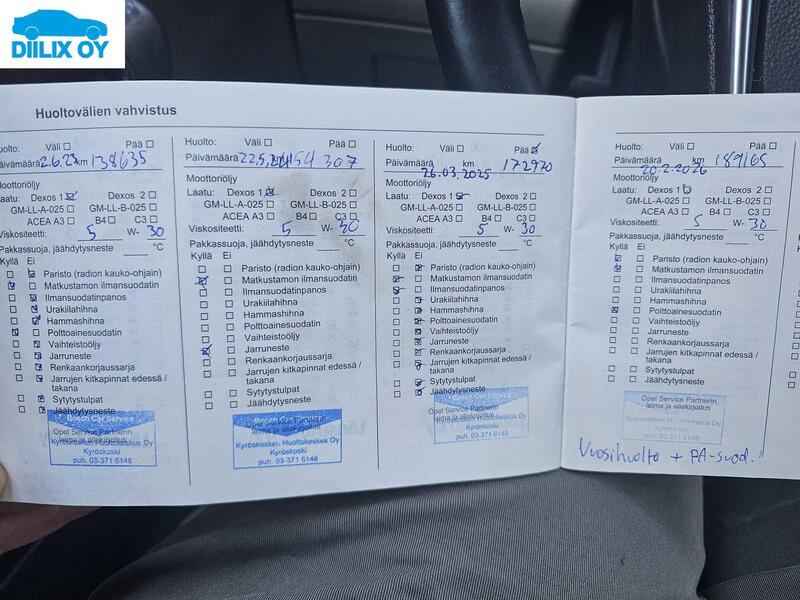 DIILIX OY
Huoltovälien vahvistus
Huolto: Väli ☐ Pää ☐
Päivämäärä 2.6.23 km 138635
Moottoriöljy
Laatu: Dexos 1 ☑ Dexos 2 ☐
GM-LL-A-025 ☐ GM-LL-B-025 ☐
ACEA A3 ☐ B4 ☐ C3 ☐
Viskositeetti: 5 W- 30
Pakkassuoja, jäähdytysneste °C
Kyllä Ei
Paristo (radion kauko-ohjain)
Matkustamon ilmansuodatin
Ilmansuodatinpanos
Urakiilahihna
Hammashihna
Polttoainesuodatin
Vaihteistoöljy
Jarruneste
Renkaankorjaussarja
Jarrujen kitkapinnat edessä /
takana
Sytytystulpat
Jäähdytysneste
Bosch Car Service
Opel Service Partnerin
leima ja allekirjoitus
Kyröskosken Huoltokeskus Oy
Kyröskoski
puh. 03-371 6148
Huolto: Väli ☐ Pää ☐
Päivämäärä 22.5.24 154 307
Moottoriöljy
Laatu: Dexos 1 ☑ Dexos 2 ☐
GM-LL-A-025 ☐ GM-LL-B-025 ☐
ACEA A3 ☐ B4 ☐ C3 ☐
Viskositeetti: 5 W- 30
Pakkassuoja, jäähdytysneste °C
Kyllä Ei
Paristo (radion kauko-ohjain)
Matkustamon ilmansuodatin
Ilmansuodatinpanos
Urakiilahihna
Hammashihna
Polttoainesuodatin
Vaihteistoöljy
Jarruneste
Renkaankorjaussarja
Jarrujen kitkapinnat edessä /
takana
Sytytystulpat
Jäähdytysneste
Bosch Car Service
Opel Service Partnerin
leima ja allekirjoitus
Kyröskosken Huoltokeskus Oy
Kyröskoski
puh. 03-371 6148
Huolto: Väli ☐ Pää ☑
Päivämäärä 26.03.2025 km 172970
Moottoriöljy
Laatu: Dexos 1 ☑ Dexos 2 ☐
GM-LL-A-025 ☐ GM-LL-B-025 ☐
ACEA A3 ☐ B4 ☐ C3 ☐
Viskositeetti: 5 W- 30
Pakkassuoja, jäähdytysneste °C
Kyllä Ei
Paristo (radion kauko-ohjain)
Matkustamon ilmansuodatin
Ilmansuodatinpanos
Urakiilahihna
Hammashihna
Polttoainesuodatin
Vaihteistoöljy
Jarruneste
Renkaankorjaussarja
Jarrujen kitkapinnat edessä /
takana
Sytytystulpat
Jäähdytysneste
Opel Service Partnerin
leima ja allekirjoitus
Kyröskosken Huoltokeskus Oy
Kyröskoski
puh. 03-371 6148
Huolto: Väli ☐ Pää ☐
Päivämäärä 20.2.2026 km 189165
Moottoriöljy
Laatu: Dexos 1 ☑ Dexos 2 ☐
GM-LL-A-025 ☐ GM-LL-B-025 ☐
ACEA A3 ☐ B4 ☐ C3 ☐
Viskositeetti: 5 W- 30
Pakkassuoja, jäähdytysneste °C
Kyllä Ei
Paristo (radion kauko-ohjain)
Matkustamon ilmansuodatin
Ilmansuodatinpanos
Urakiilahihna
Hammashihna
Polttoainesuodatin
Vaihteistoöljy
Jarruneste
Renkaankorjaussarja
Jarrujen kitkapinnat edessä /
takana
Sytytystulpat
Jäähdytysneste
Opel Service Partnerin
leima ja allekirjoitus
Vuosihuolto + PA-suod.